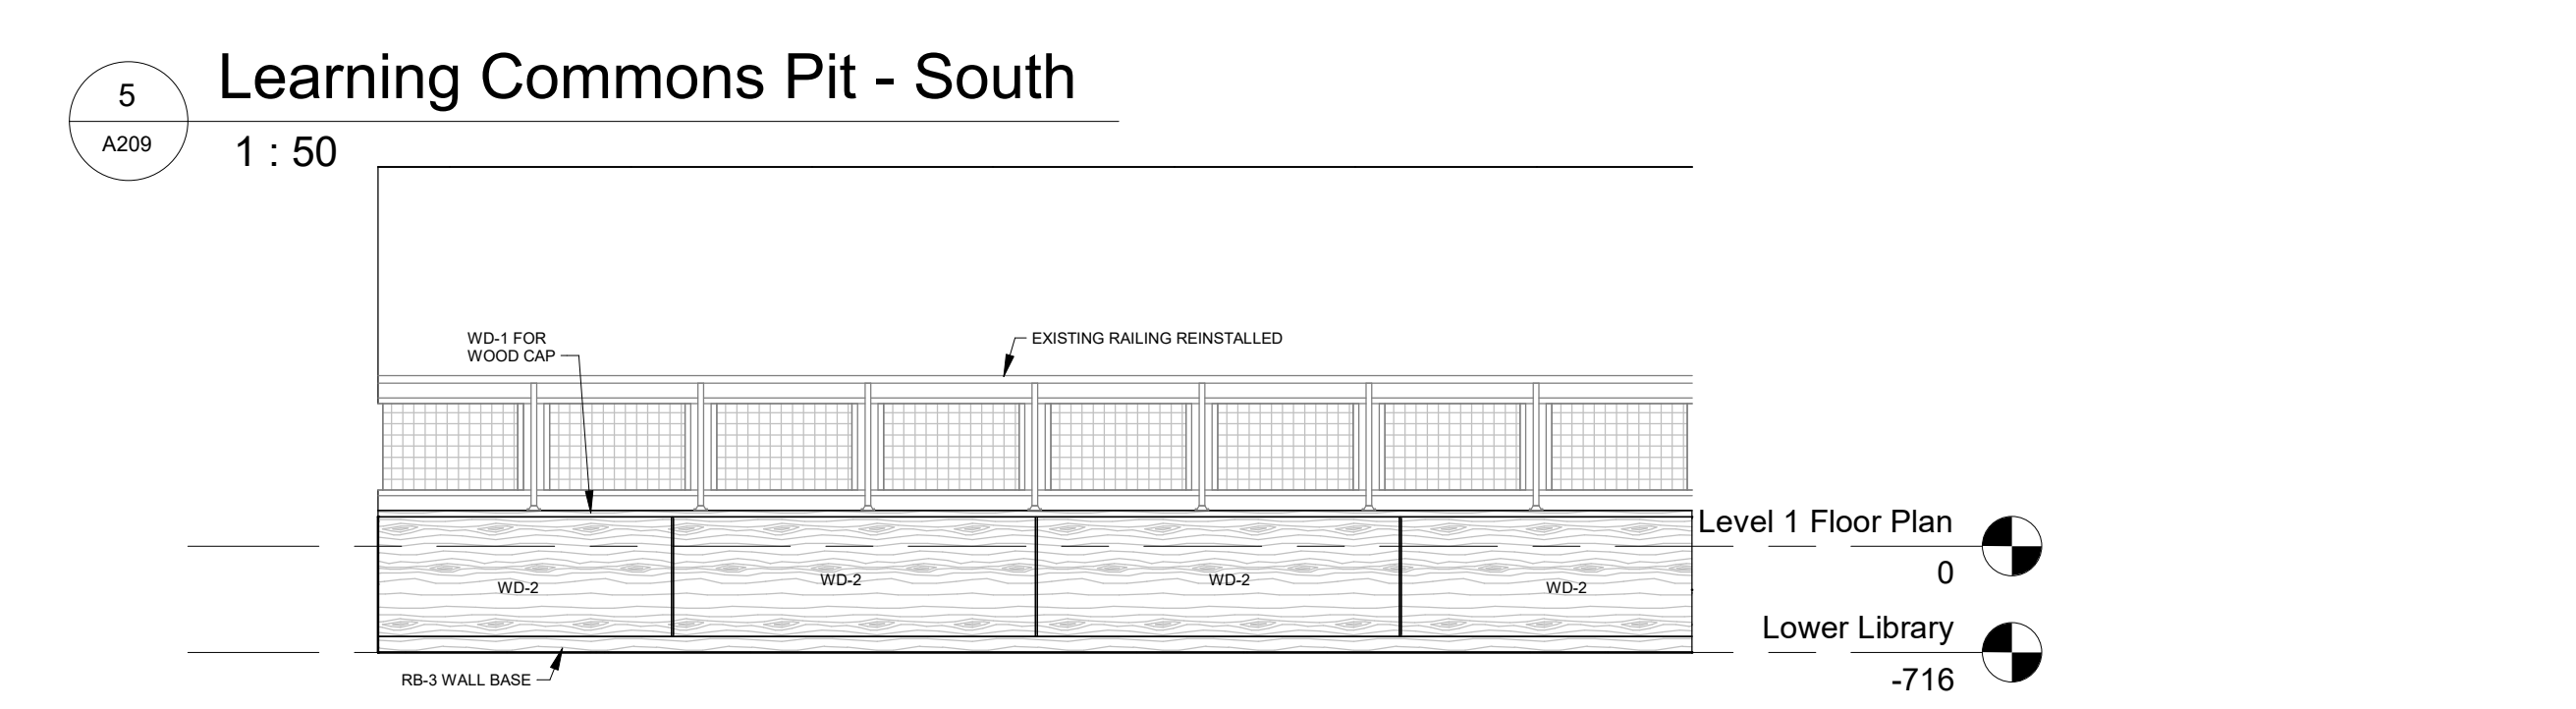 5
A209
Learning Commons Pit - South
1 : 50
WD-1 FOR
WOOD CAP
EXISTING RAILING REINSTALLED
Level 1 Floor Plan
0
WD-2
WD-2
WD-2
WD-2
Lower Library
-716
RB-3 WALL BASE